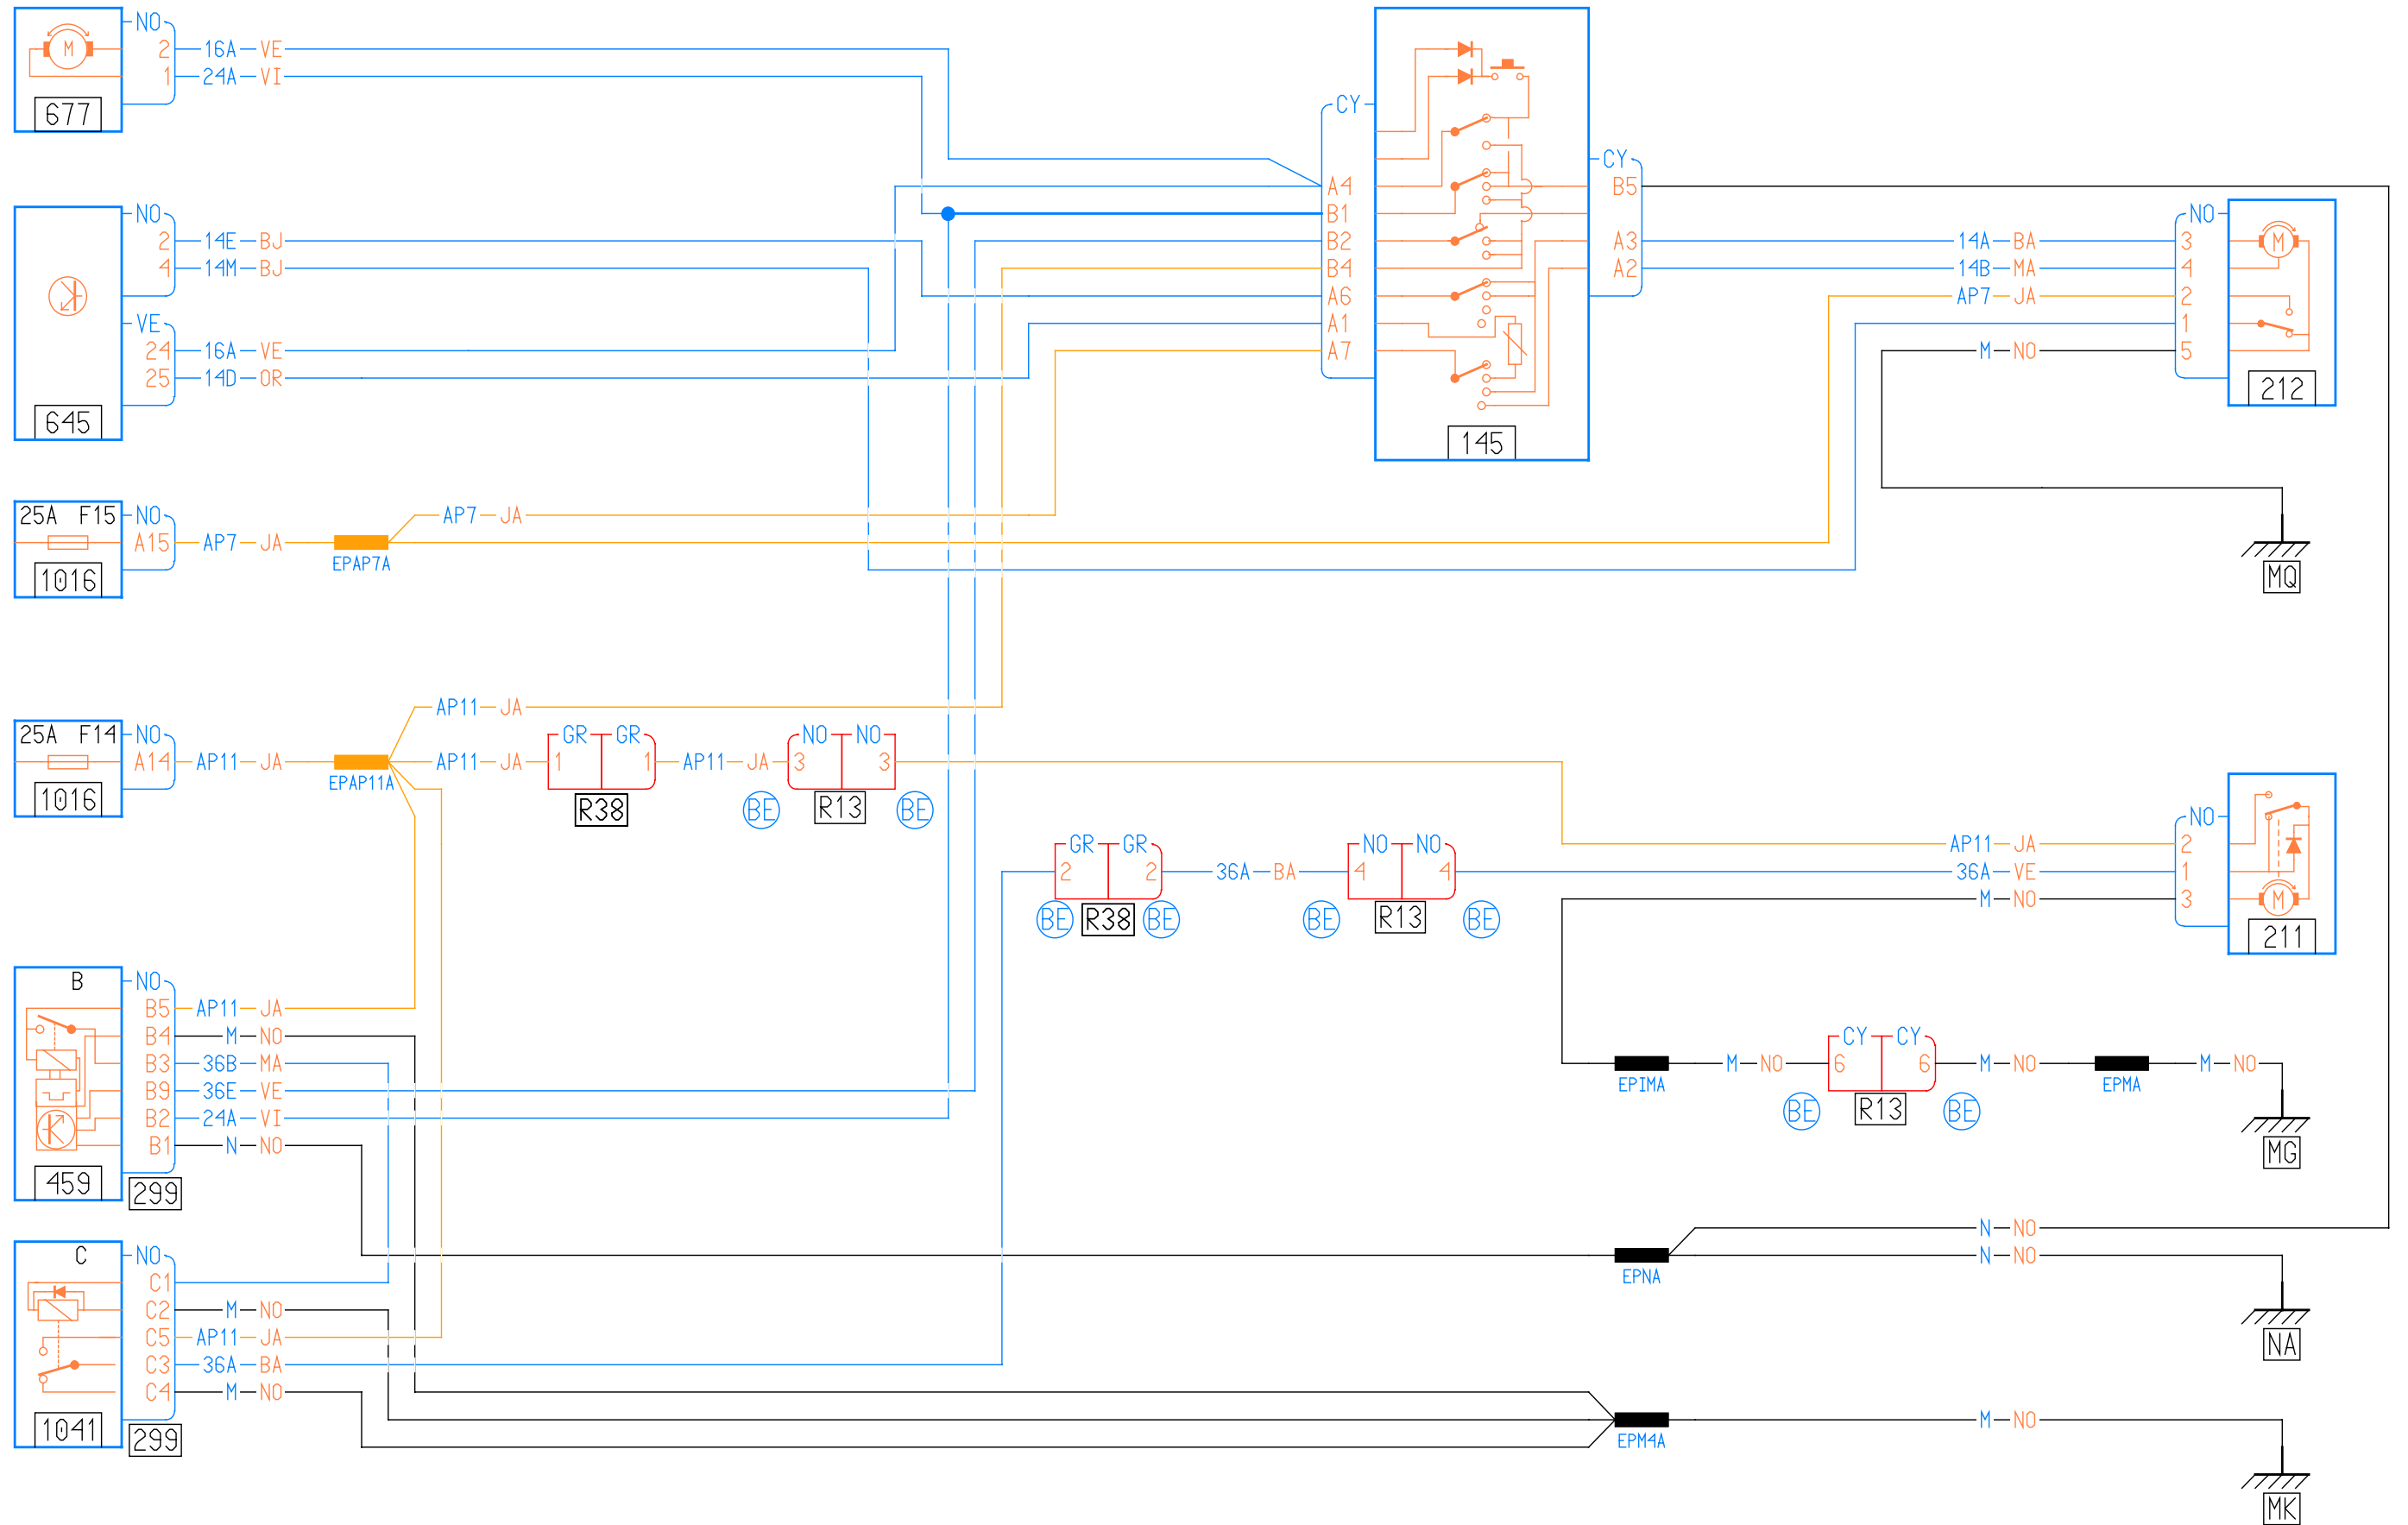 NO
2 16A VE
M
1 24A VI
677
CY
A4
B1
B2
B4
A6
A1
A7
145
CY
B5
A3
A2
NO
2 14E BJ
4 14M BJ
VE
24 16A VE
25 14D OR
645
NO
14A BA 3
14B MA 4
AP7 JA 2
1
M NO 5
M
212
MQ
25A F15 NO
A15 AP7 JA
1016
EPAP7A
AP7 JA
25A F14 NO
A14 AP11 JA
1016
EPAP11A
AP11 JA
AP11 JA
GR GR
1 1
R38
AP11 JA
NO NO
3 3
BE R13 BE
GR GR
2 2
BE R38 BE
36A BA
NO NO
4 4
BE R13 BE
NO
AP11 JA 2
36A VE 1
M NO 3
M
211
B NO
B5 AP11 JA
B4 M NO
B3 36B MA
B9 36E VE
B2 24A VI
B1 N NO
459 299
EPIMA
M NO
CY CY
6 6
BE R13 BE
M NO
EPMA
M NO
MG
N NO
N NO
EPNA
NA
C NO
C1
C2 M NO
C5 AP11 JA
C3 36A BA
C4 M NO
1041 299
EPM4A
M NO
MK